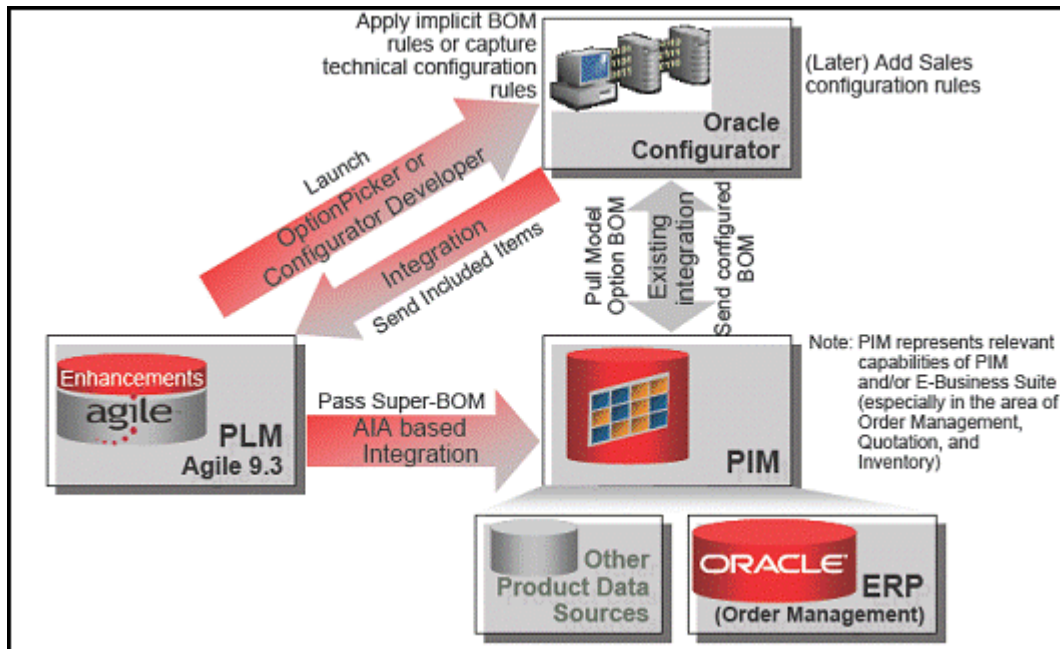 Apply implicit BOM
rules or capture
technical configuration
rules
(Later) Add Sales
configuration rules
Oracle
Configurator
Launch
OptionPicker or
Configurator Developer
Integration
Send Included Items
Pull Model
Option BOM
Existing
integration
Send configured
BOM
Enhancements
agile
PLM
Agile 9.3
Pass Super-BOM
AIA based
Integration
PIM
Note: PIM represents relevant
capabilities of PIM
and/or E-Business Suite
(especially in the area of
Order Management,
Quotation, and
Inventory)
Other
Product Data
Sources
ORACLE
ERP
(Order Management)